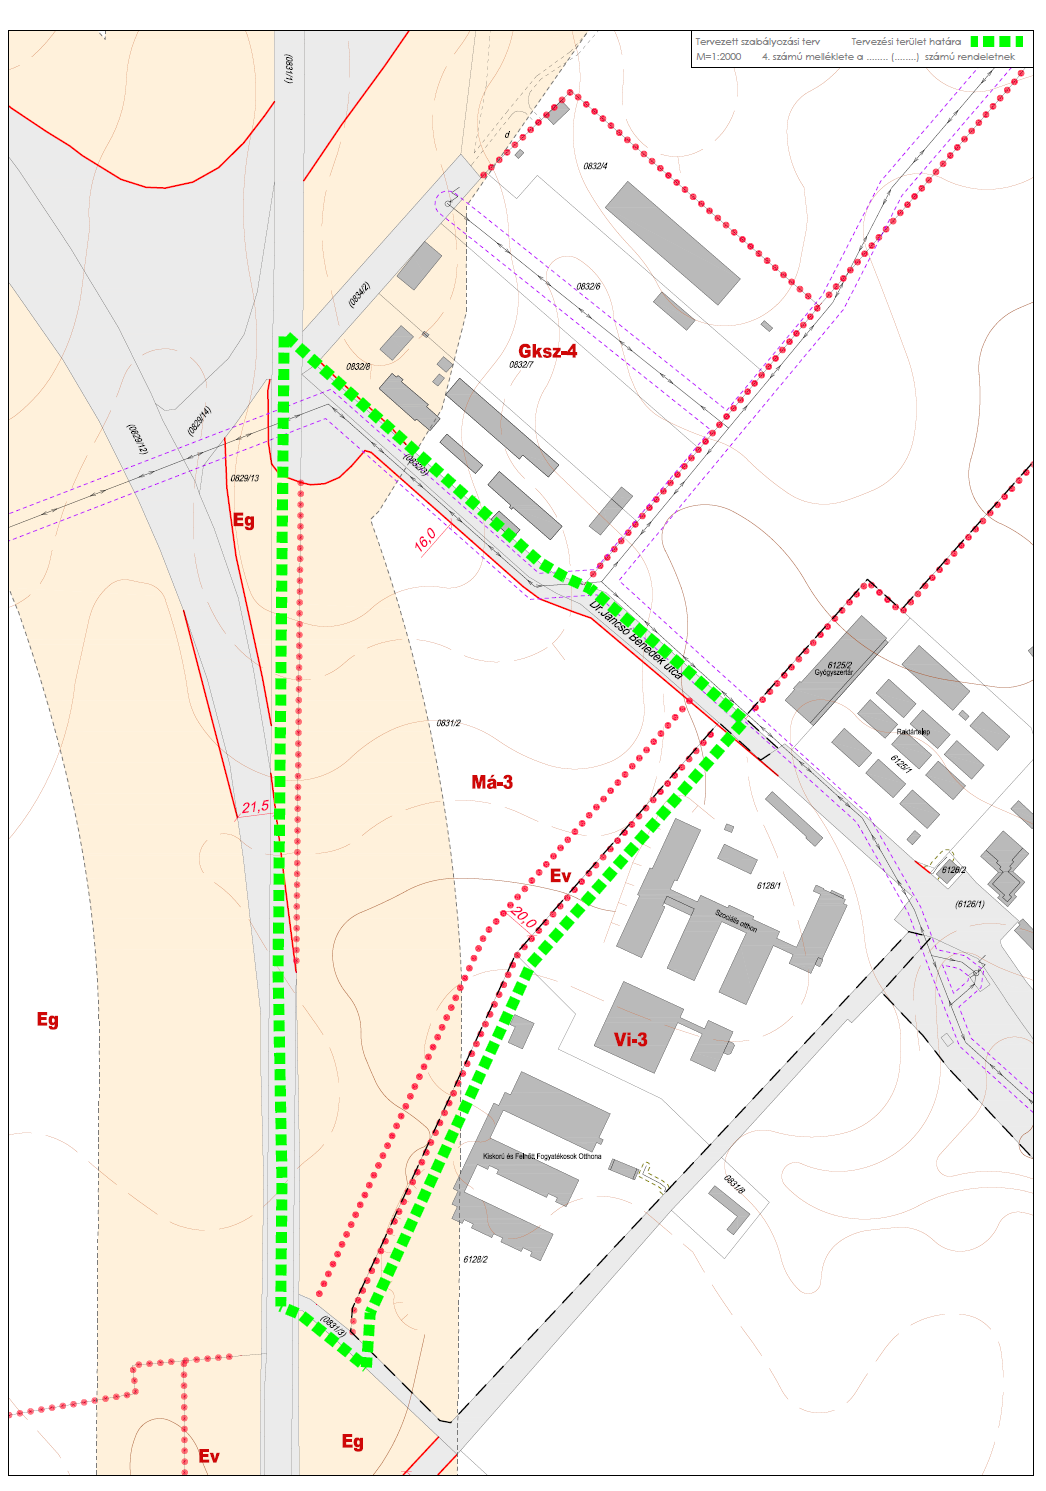 Tervezett szabályozási terv Tervezési terület határa
M=1:2000 4. számú melléklete a ........ (........) számú rendeletnek
(0831/1)
d
0832/4
(0834/2)
0832/6
Gksz-4
0832/7
0832/8
(0829/14)
(0829/12)
0829/13
Eg
16,0
Dr.Jancsó Benedek utca
6125/2
Gyógyszertár
0831/2
Raktártelep
6125/1
Má-3
21,5
Ev
6126/2
6128/1
(6126/1)
20,0
Szociális otthon
Eg
Vi-3
Kiskorú és Felnőtt Fogyatékosok Otthona
0831/8
6128/2
(0831/3)
Eg
Ev